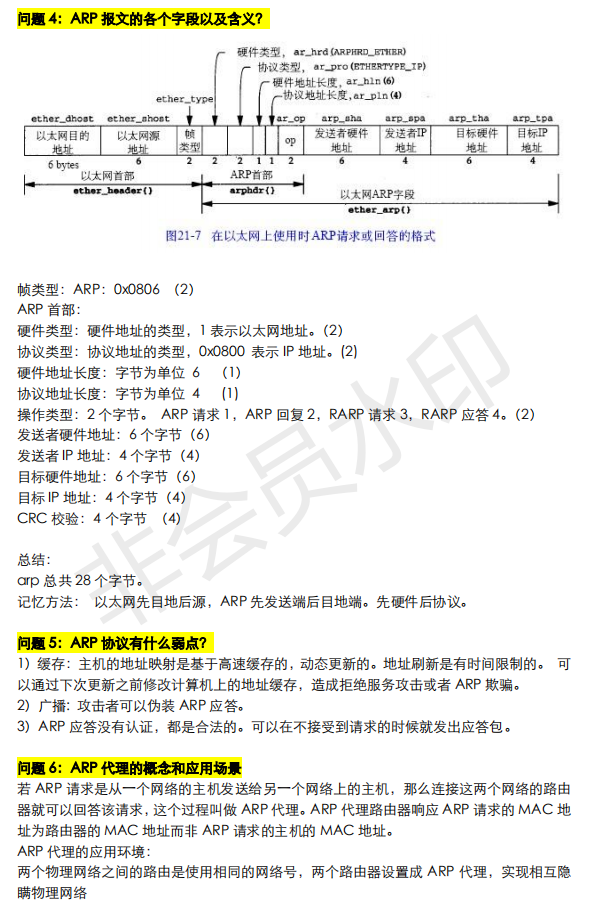 问题 4：ARP 报文的各个字段以及含义？
硬件类型，ar_hrd(ARPHRD_ETHER)
协议类型，ar_pro(ETHERTYPE_IP)
硬件地址长度，ar_hln(6)
ether_type 协议地址长度，ar_pln(4)
ether_dhost ether_shost ar_op arp_sha arp_spa arp_tha arp_tpa
以太网目的地址 以太网源地址 帧类型 op 发送者硬件地址 发送者IP地址 目标硬件地址 目标IP地址
6 bytes 6 2 2 2 1 1 2 6 4 6 4
以太网首部 ARP首部
ether_header{} arphdr{} 以太网ARP字段
ether_arp{}
图21-7 在以太网上使用时ARP请求或回答的格式
帧类型：ARP：0x0806 （2）
ARP 首部：
硬件类型：硬件地址的类型，1 表示以太网地址。（2）
协议类型：协议地址的类型，0x0800 表示 IP 地址。(2)
硬件地址长度：字节为单位 6 （1）
协议地址长度：字节为单位 4 （1）
操作类型：2 个字节。 ARP 请求 1，ARP 回复 2，RARP 请求 3，RARP 应答 4。（2）
发送者硬件地址：6 个字节（6）
发送者 IP 地址：4 个字节（4）
目标硬件地址：6 个字节（6）
目标 IP 地址：4 个字节（4）
CRC 校验：4 个字节 （4）
总结：
arp 总共 28 个字节。
记忆方法： 以太网先目地后源，ARP 先发送端后目地端。先硬件后协议。
问题 5：ARP 协议有什么弱点？
1）缓存：主机的地址映射是基于高速缓存的，动态更新的。地址刷新是有时间限制的。 可
以通过下次更新之前修改计算机上的地址缓存，造成拒绝服务攻击或者 ARP 欺骗。
2）广播: 攻击者可以伪装 ARP 应答。
3）ARP 应答没有认证，都是合法的。可以在不接受到请求的时候就发出应答包。
问题 6：ARP 代理的概念和应用场景
若 ARP 请求是从一个网络的主机发送给另一个网络上的主机，那么连接这两个网络的路由
器就可以回答该请求，这个过程叫做 ARP 代理。ARP 代理路由器响应 ARP 请求的 MAC 地
址为路由器的 MAC 地址而非 ARP 请求的主机的 MAC 地址。
ARP 代理的应用环境：
两个物理网络之间的路由是使用相同的网络号，两个路由器设置成 ARP 代理，实现相互隐
瞒物理网络
非会员水印